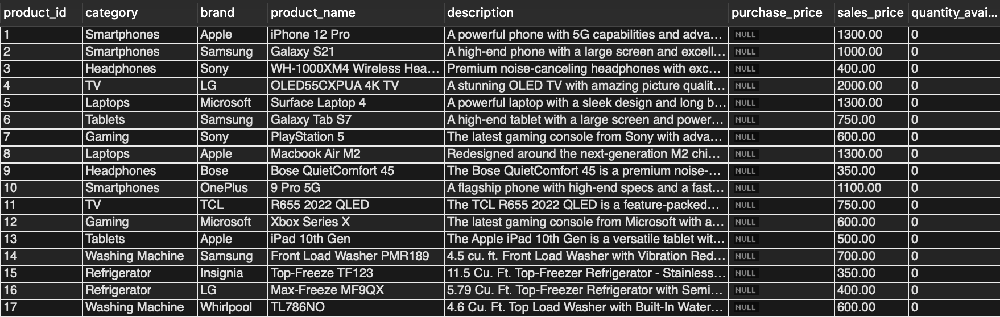 product_id category brand product_name description purchase_price sales_price quantity_avai...
1 Smartphones Apple iPhone 12 Pro A powerful phone with 5G capabilities and adva... NULL 1300.00 0
2 Smartphones Samsung Galaxy S21 A high-end phone with a large screen and excell... NULL 1000.00 0
3 Headphones Sony WH-1000XM4 Wireless Hea... Premium noise-canceling headphones with exc... NULL 400.00 0
4 TV LG OLED55CXPUA 4K TV A stunning OLED TV with amazing picture qualit... NULL 2000.00 0
5 Laptops Microsoft Surface Laptop 4 A powerful laptop with a sleek design and long b... NULL 1300.00 0
6 Tablets Samsung Galaxy Tab S7 A high-end tablet with a large screen and power... NULL 750.00 0
7 Gaming Sony PlayStation 5 The latest gaming console from Sony with adva... NULL 600.00 0
8 Laptops Apple Macbook Air M2 Redesigned around the next-generation M2 chi... NULL 1300.00 0
9 Headphones Bose Bose QuietComfort 45 The Bose QuietComfort 45 is a premium noise-... NULL 350.00 0
10 Smartphones OnePlus 9 Pro 5G A flagship phone with high-end specs and a fast... NULL 1100.00 0
11 TV TCL R655 2022 QLED The TCL R655 2022 QLED is a feature-packed... NULL 750.00 0
12 Gaming Microsoft Xbox Series X The latest gaming console from Microsoft with a... NULL 600.00 0
13 Tablets Apple iPad 10th Gen The Apple iPad 10th Gen is a versatile tablet wit... NULL 500.00 0
14 Washing Machine Samsung Front Load Washer PMR189 4.5 cu. ft. Front Load Washer with Vibration Red... NULL 700.00 0
15 Refrigerator Insignia Top-Freeze TF123 11.5 Cu. Ft. Top-Freezer Refrigerator - Stainless... NULL 350.00 0
16 Refrigerator LG Max-Freeze MF9QX 5.79 Cu. Ft. Top-Freezer Refrigerator with Semi... NULL 400.00 0
17 Washing Machine Whirlpool TL786NO 4.6 Cu. Ft. Top Load Washer with Built-In Water... NULL 600.00 0